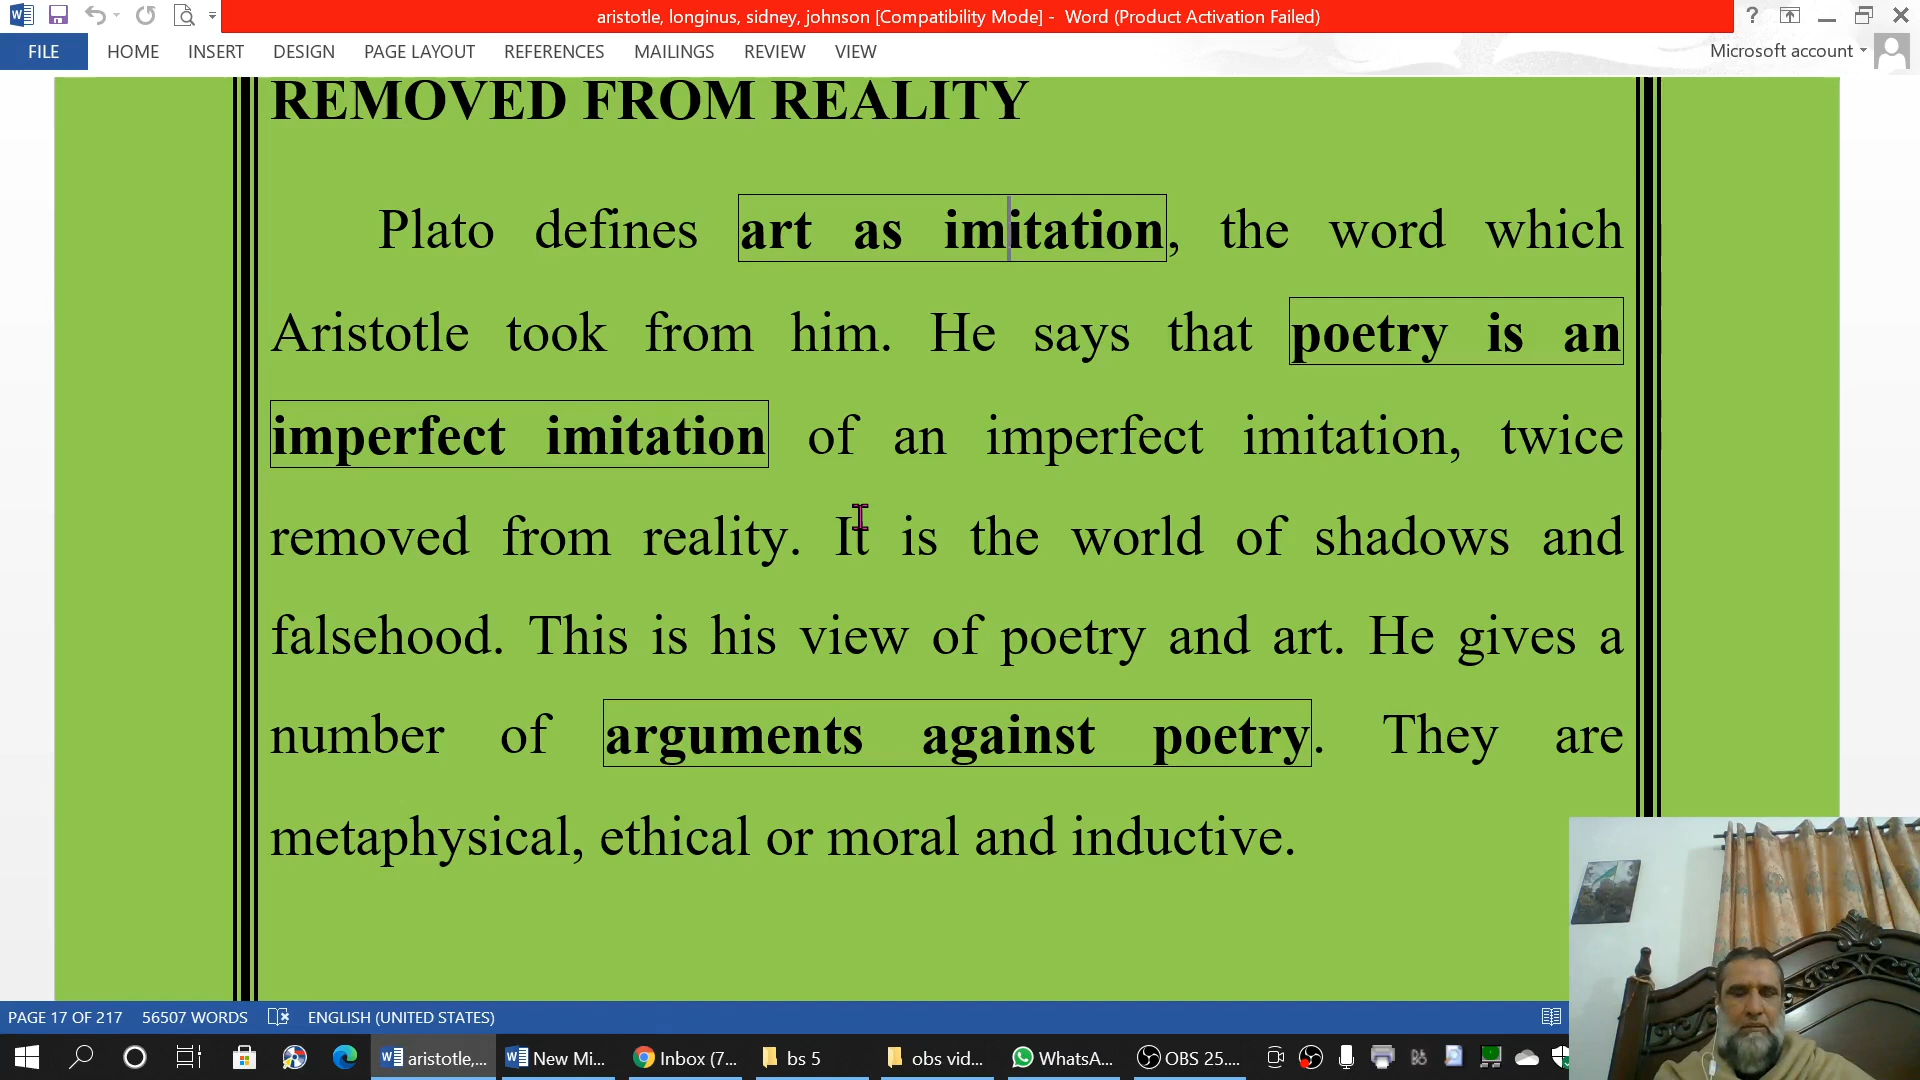 aristotle, longinus, sidney, johnson [Compatibility Mode] - Word (Product Activation Failed)
FILE HOME INSERT DESIGN PAGE LAYOUT REFERENCES MAILINGS REVIEW VIEW Microsoft account
REMOVED FROM REALITY
Plato defines art as imitation, the word which
Aristotle took from him. He says that poetry is an
imperfect imitation of an imperfect imitation, twice
removed from reality. It is the world of shadows and
falsehood. This is his view of poetry and art. He gives a
number of arguments against poetry. They are
metaphysical, ethical or moral and inductive.
PAGE 17 OF 217 56507 WORDS ENGLISH (UNITED STATES)
aristotle,... New Mi... Inbox (7... bs 5 obs vid... WhatsA... OBS 25....